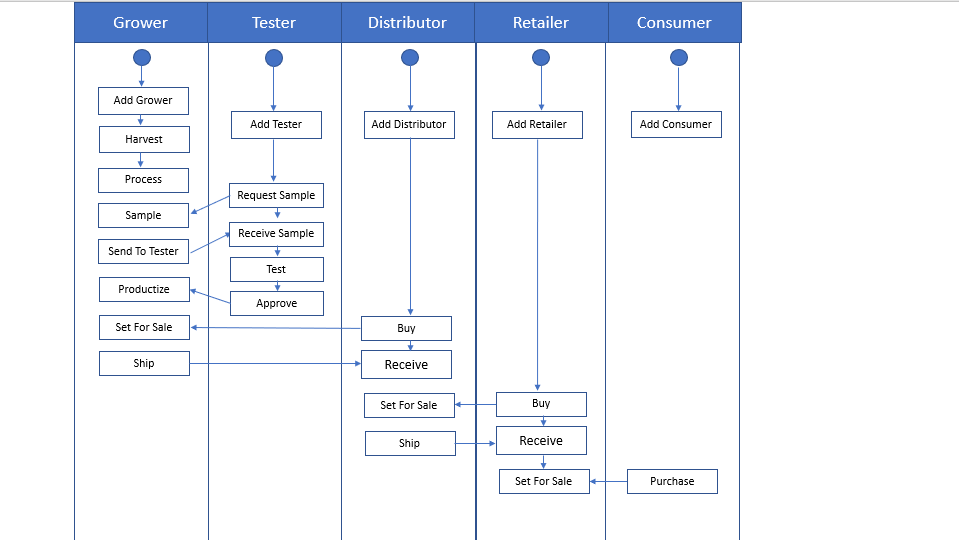 Grower
Tester
Distributor
Retailer
Consumer
Add Grower
Harvest
Process
Sample
Send To Tester
Productize
Set For Sale
Ship
Add Tester
Request Sample
Receive Sample
Test
Approve
Add Distributor
Buy
Receive
Set For Sale
Ship
Add Retailer
Buy
Receive
Set For Sale
Add Consumer
Purchase